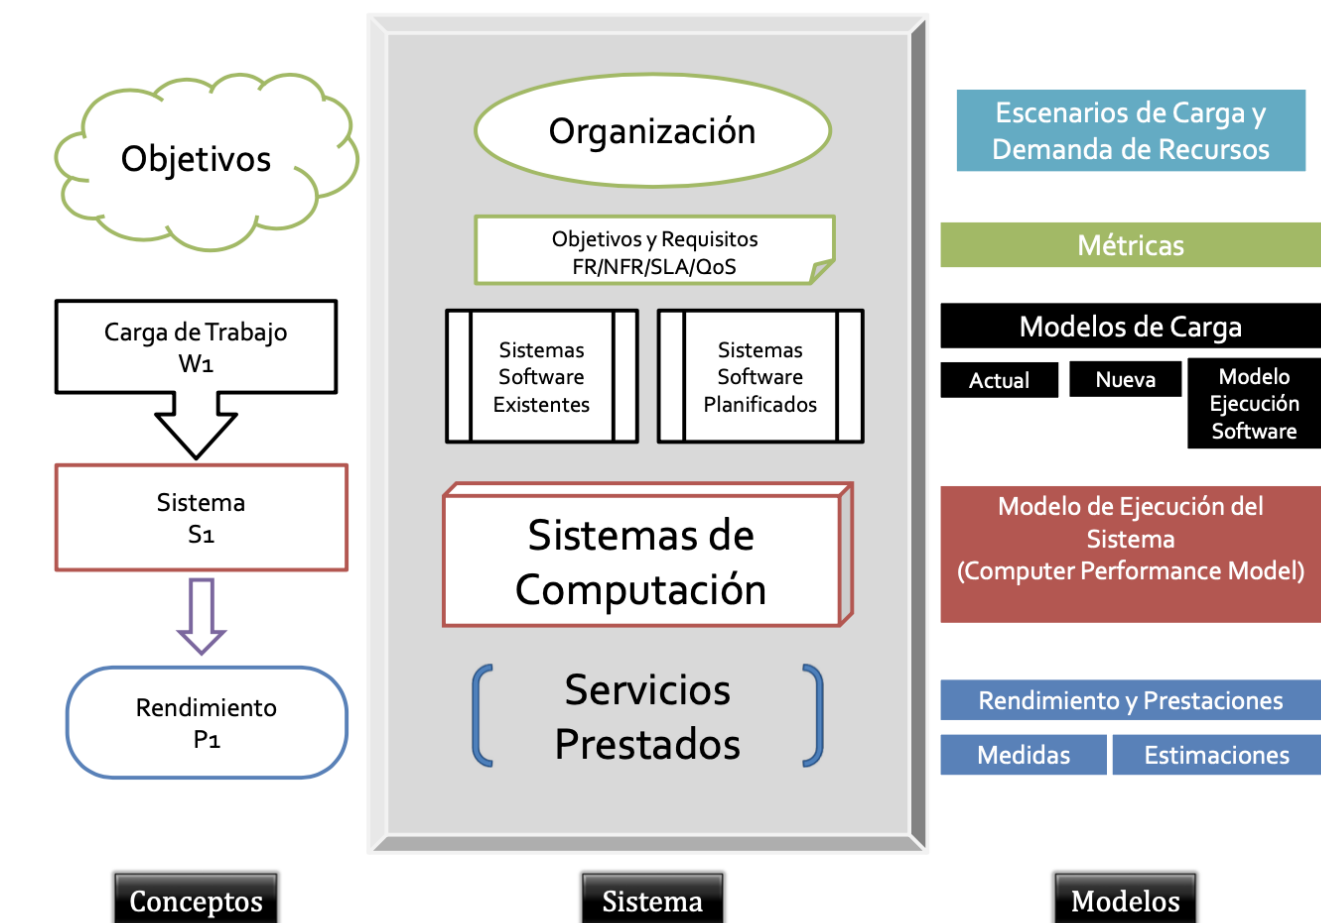 Objetivos
Carga de Trabajo
W1
Sistema
S1
Rendimiento
P1
Conceptos
Organización
Objetivos y Requisitos
FR/NFR/SLA/QoS
Sistemas
Software
Existentes
Sistemas
Software
Planificados
Sistemas de
Computación
Servicios
Prestados
Sistema
Escenarios de Carga y
Demanda de Recursos
Métricas
Modelos de Carga
Actual
Nueva
Modelo
Ejecución
Software
Modelo de Ejecución del
Sistema
(Computer Performance Model)
Rendimiento y Prestaciones
Medidas
Estimaciones
Modelos